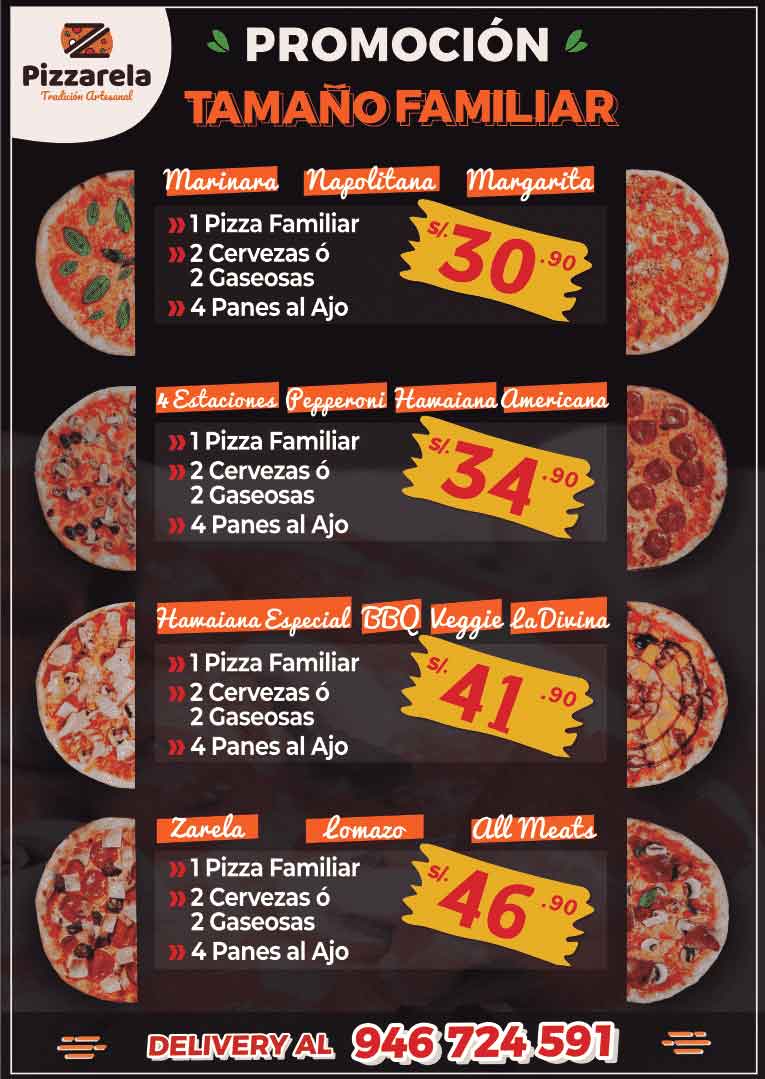 Pizzarela
Tradición Artesanal
PROMOCIÓN
TAMAÑO FAMILIAR
Marinara Napolitana Margarita
» 1 Pizza Familiar
» 2 Cervezas ó
2 Gaseosas
» 4 Panes al Ajo
S/. 30.90
4 Estaciones Pepperoni Hawaiana Americana
» 1 Pizza Familiar
» 2 Cervezas ó
2 Gaseosas
» 4 Panes al Ajo
S/. 34.90
Hawaiana Especial BBQ Veggie La Divina
» 1 Pizza Familiar
» 2 Cervezas ó
2 Gaseosas
» 4 Panes al Ajo
S/. 41.90
Zarela Lomazo All Meats
» 1 Pizza Familiar
» 2 Cervezas ó
2 Gaseosas
» 4 Panes al Ajo
S/. 46.90
DELIVERY AL 946 724 591